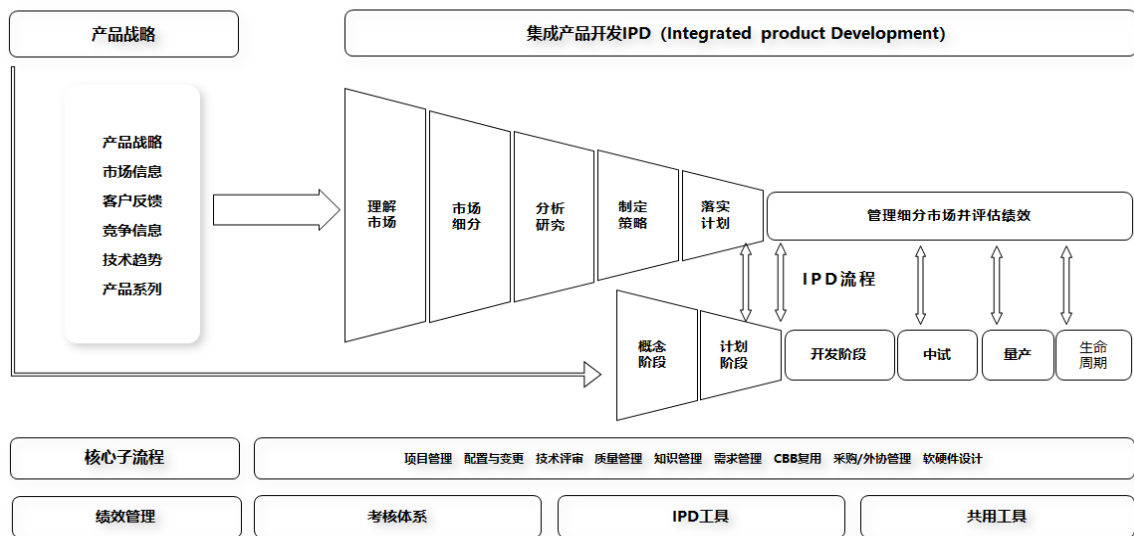 产品战略
集成产品开发IPD（Integrated product Development）
产品战略
市场信息
客户反馈
竞争信息
技术趋势
产品系列
理解
市场
市场
细分
分析
研究
制定
策略
落实
计划
管理细分市场并评估绩效
IPD流程
概念
阶段
计划
阶段
开发阶段
中试
量产
生命
周期
核心子流程
项目管理 配置与变更 技术评审 质量管理 知识管理 需求管理 CBB复用 采购/外协管理 软硬件设计
绩效管理
考核体系
IPD工具
共用工具